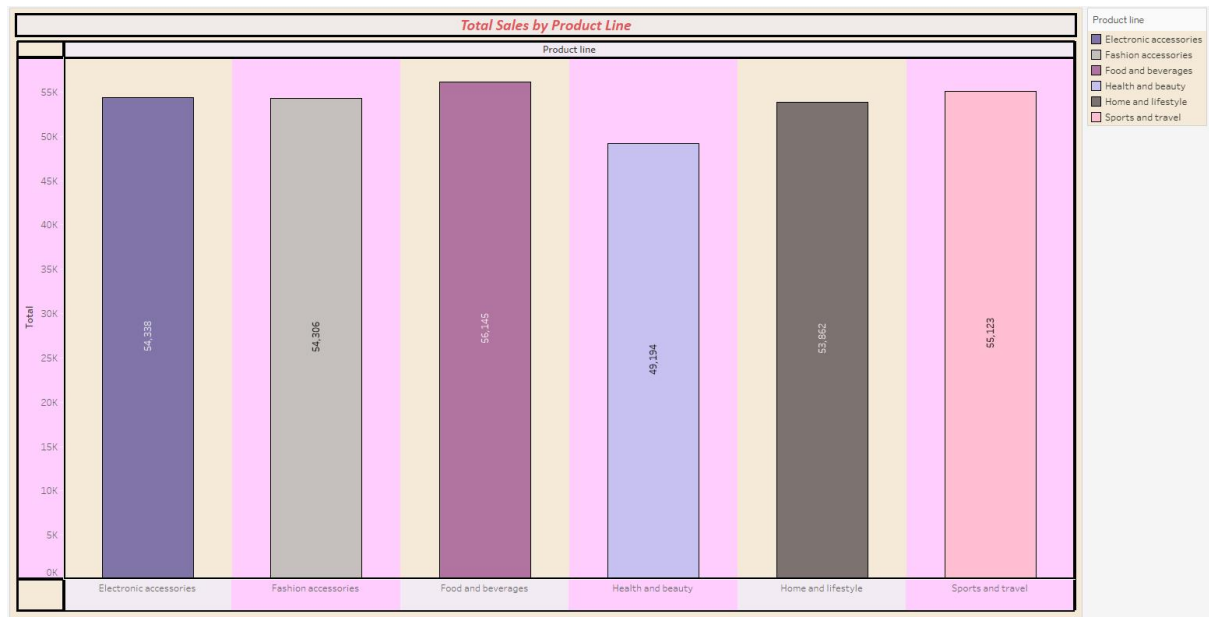 Total Sales by Product Line
Product line
Total
55K
50K
45K
40K
35K
30K
25K
20K
15K
10K
5K
0K
54,338
54,306
56,145
49,194
53,862
55,123
Electronic accessories
Fashion accessories
Food and beverages
Health and beauty
Home and lifestyle
Sports and travel
Product line
Electronic accessories
Fashion accessories
Food and beverages
Health and beauty
Home and lifestyle
Sports and travel